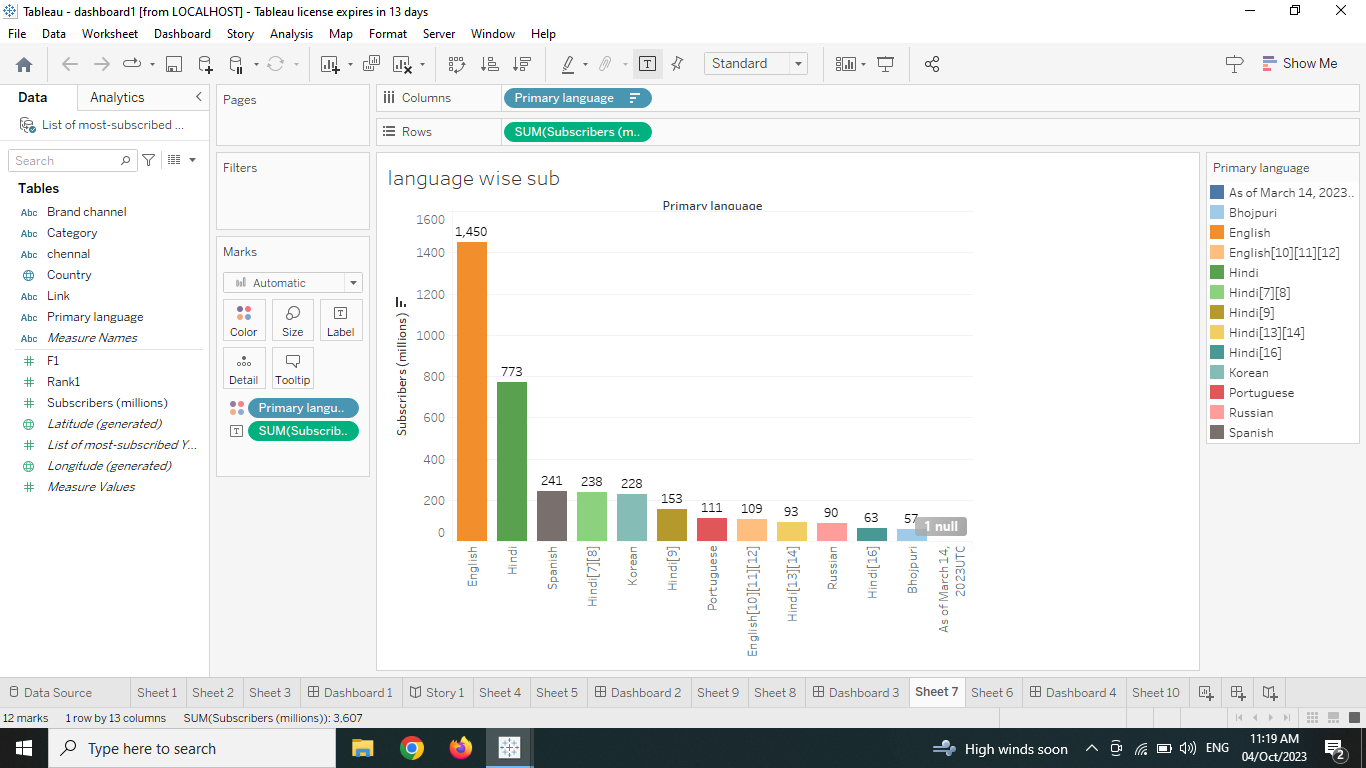 Tableau - dashboard1 [from LOCALHOST] - Tableau license expires in 13 days
File Data Worksheet Dashboard Story Analysis Map Format Server Window Help
Standard
Show Me
Data Analytics
List of most-subscribed ...
Search
Tables
Abc Brand channel
Abc Category
Abc chennal
Country
Abc Link
Abc Primary language
Abc Measure Names
F1
Rank1
Subscribers (millions)
Latitude (generated)
List of most-subscribed Y...
Longitude (generated)
Measure Values
Pages
Filters
Marks
Automatic
Color Size Label
Detail Tooltip
Primary langu..
SUM(Subscrib..
Columns Primary language
Rows SUM(Subscribers (m..
language wise sub
Primary language
Subscribers (millions)
1600
1400
1200
1000
800
600
400
200
0
1,450
773
241
238
228
153
111
109
93
90
63
57
1 null
English
Hindi
Spanish
Hindi[7][8]
Korean
Hindi[9]
Portuguese
English[10][11][12]
Hindi[13][14]
Russian
Hindi[16]
Bhojpuri
As of March 14,
2023UTC
Primary language
As of March 14, 2023..
Bhojpuri
English
English[10][11][12]
Hindi
Hindi[7][8]
Hindi[9]
Hindi[13][14]
Hindi[16]
Korean
Portuguese
Russian
Spanish
Data Source Sheet 1 Sheet 2 Sheet 3 Dashboard 1 Story 1 Sheet 4 Sheet 5 Dashboard 2 Sheet 9 Sheet 8 Dashboard 3 Sheet 7 Sheet 6 Dashboard 4 Sheet 10
12 marks 1 row by 13 columns SUM(Subscribers (millions)): 3,607
Type here to search
High winds soon
ENG
11:19 AM
04/Oct/2023
2